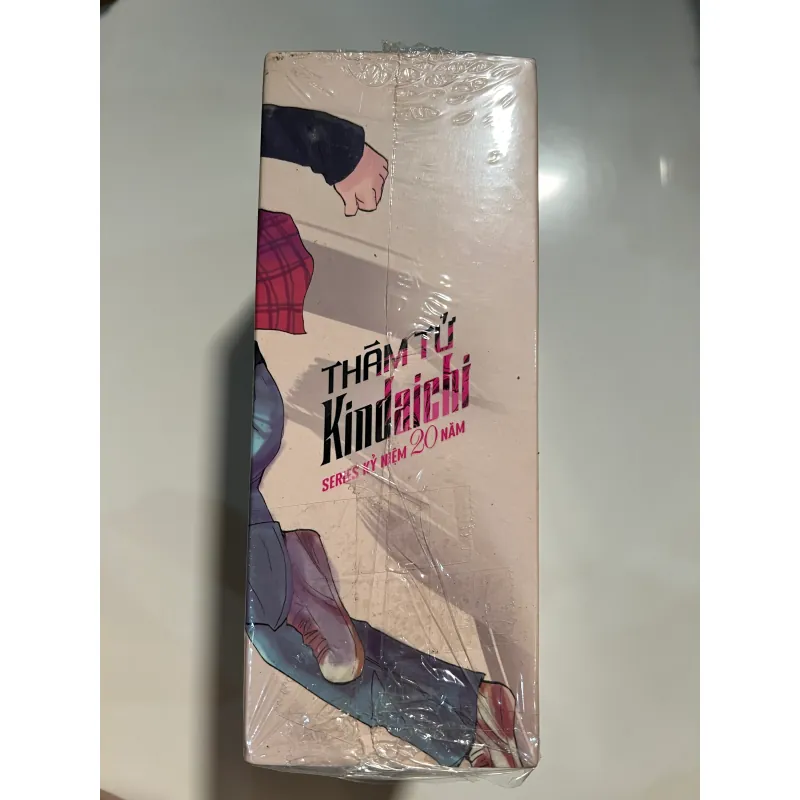 THÁM TỬ
Kindaichi
SERIES KỶ NIỆM 20 NĂM